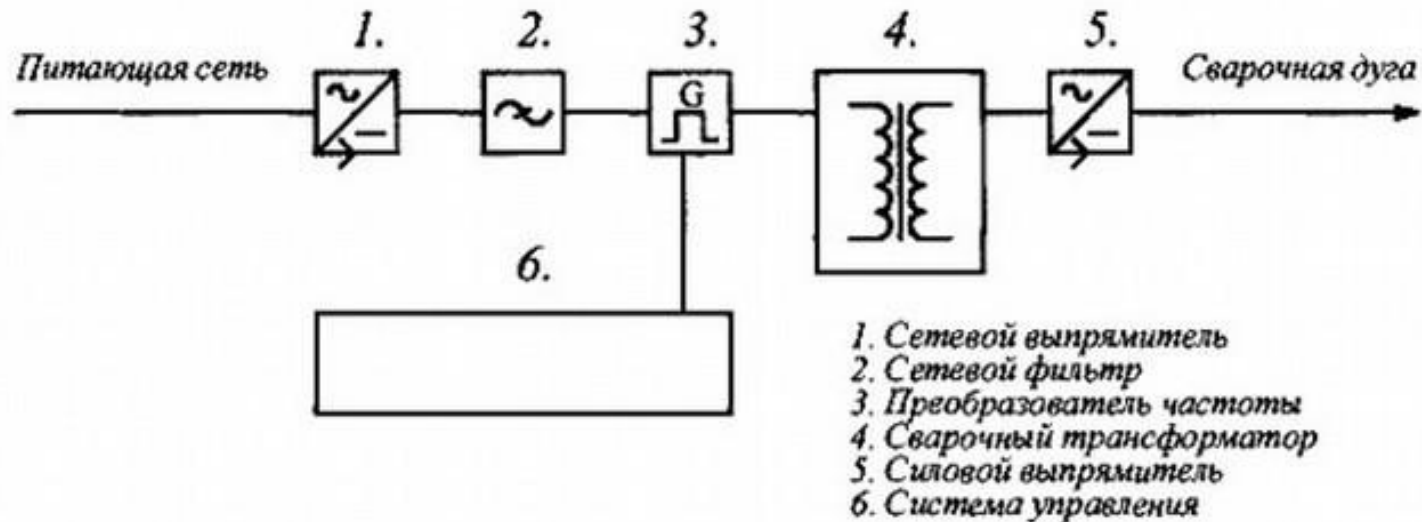 1. 2. 3. 4. 5.
Питающая сеть
Сварочная дуга
G
6.
1. Сетевой выпрямитель
2. Сетевой фильтр
3. Преобразователь частоты
4. Сварочный трансформатор
5. Силовой выпрямитель
6. Система управления